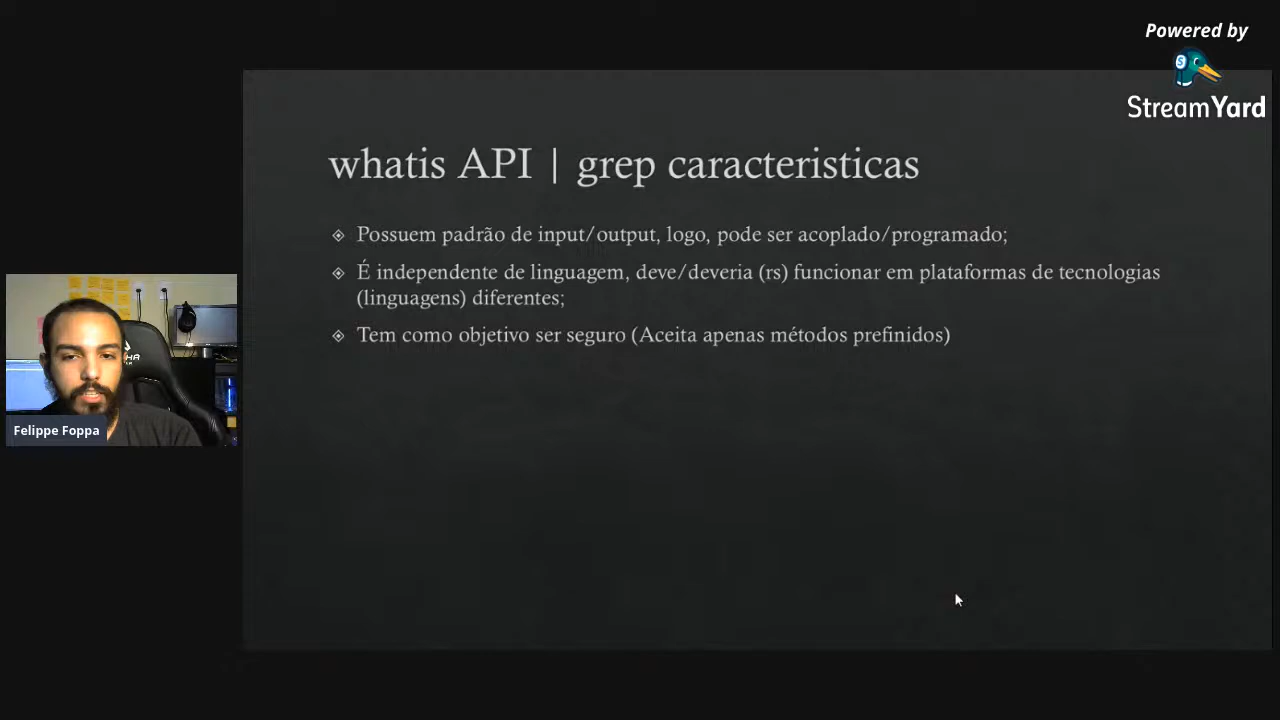 Powered by
StreamYard
whatis API | grep caracteristicas
Possuem padrão de input/output, logo, pode ser acoplado/programado;
É independente de linguagem, deve/deveria (rs) funcionar em plataformas de tecnologias
(linguagens) diferentes;
Tem como objetivo ser seguro (Aceita apenas métodos prefinidos)
Felippe Foppa